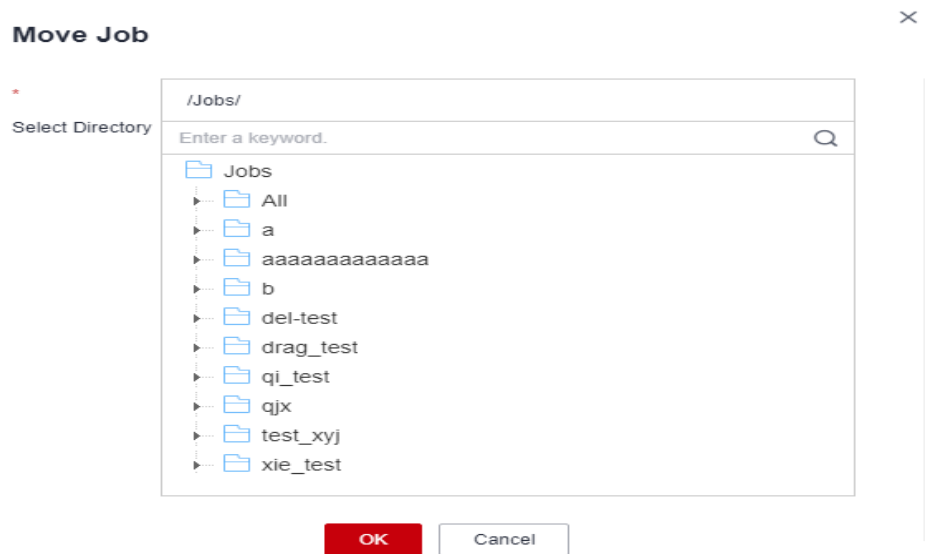 Move Job
*
/Jobs/
Select Directory
Enter a keyword.
Jobs
All
a
aaaaaaaaaaaaa
b
del-test
drag_test
qi_test
qjx
test_xyj
xie_test
OK
Cancel